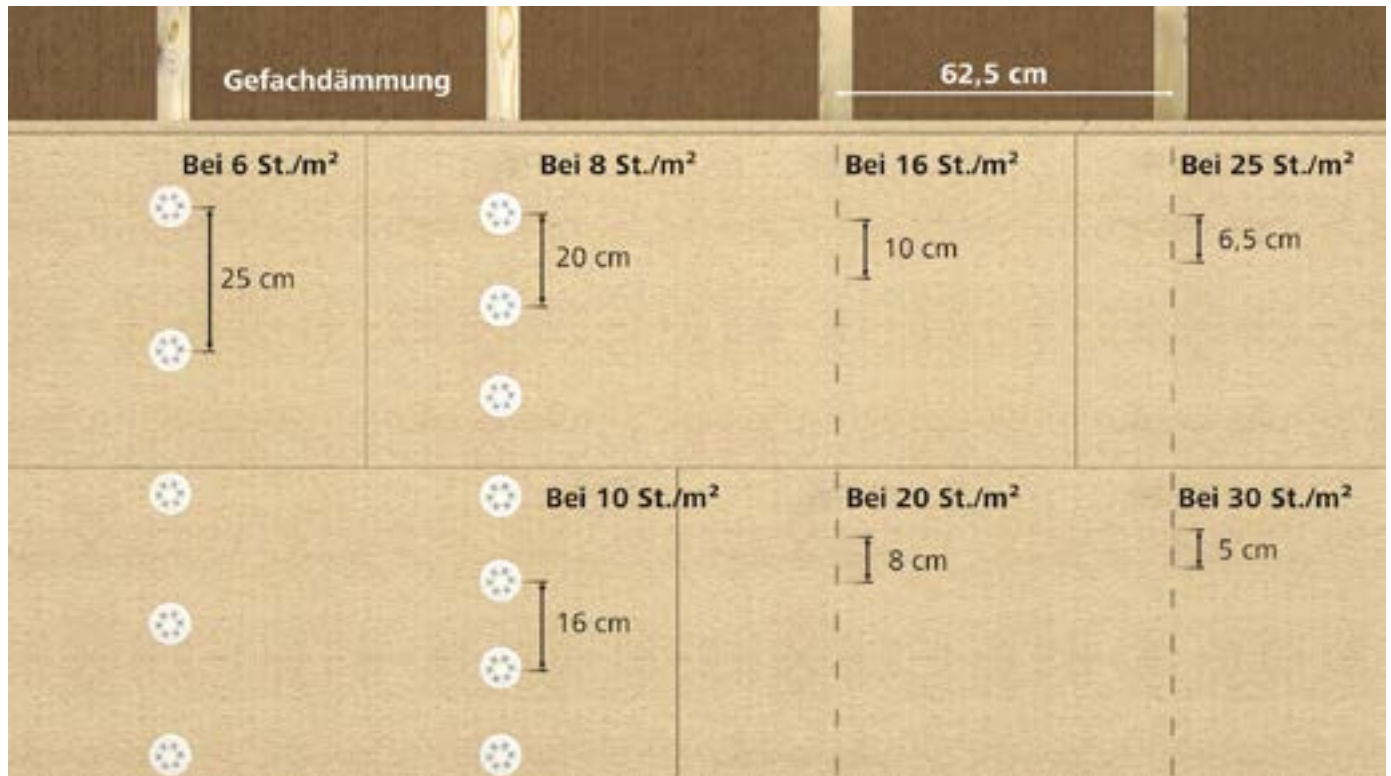 Gefachdämmung
62,5 cm
Bei 6 St./m²
Bei 8 St./m²
Bei 16 St./m²
Bei 25 St./m²
25 cm
20 cm
10 cm
6,5 cm
Bei 10 St./m²
Bei 20 St./m²
Bei 30 St./m²
16 cm
8 cm
5 cm